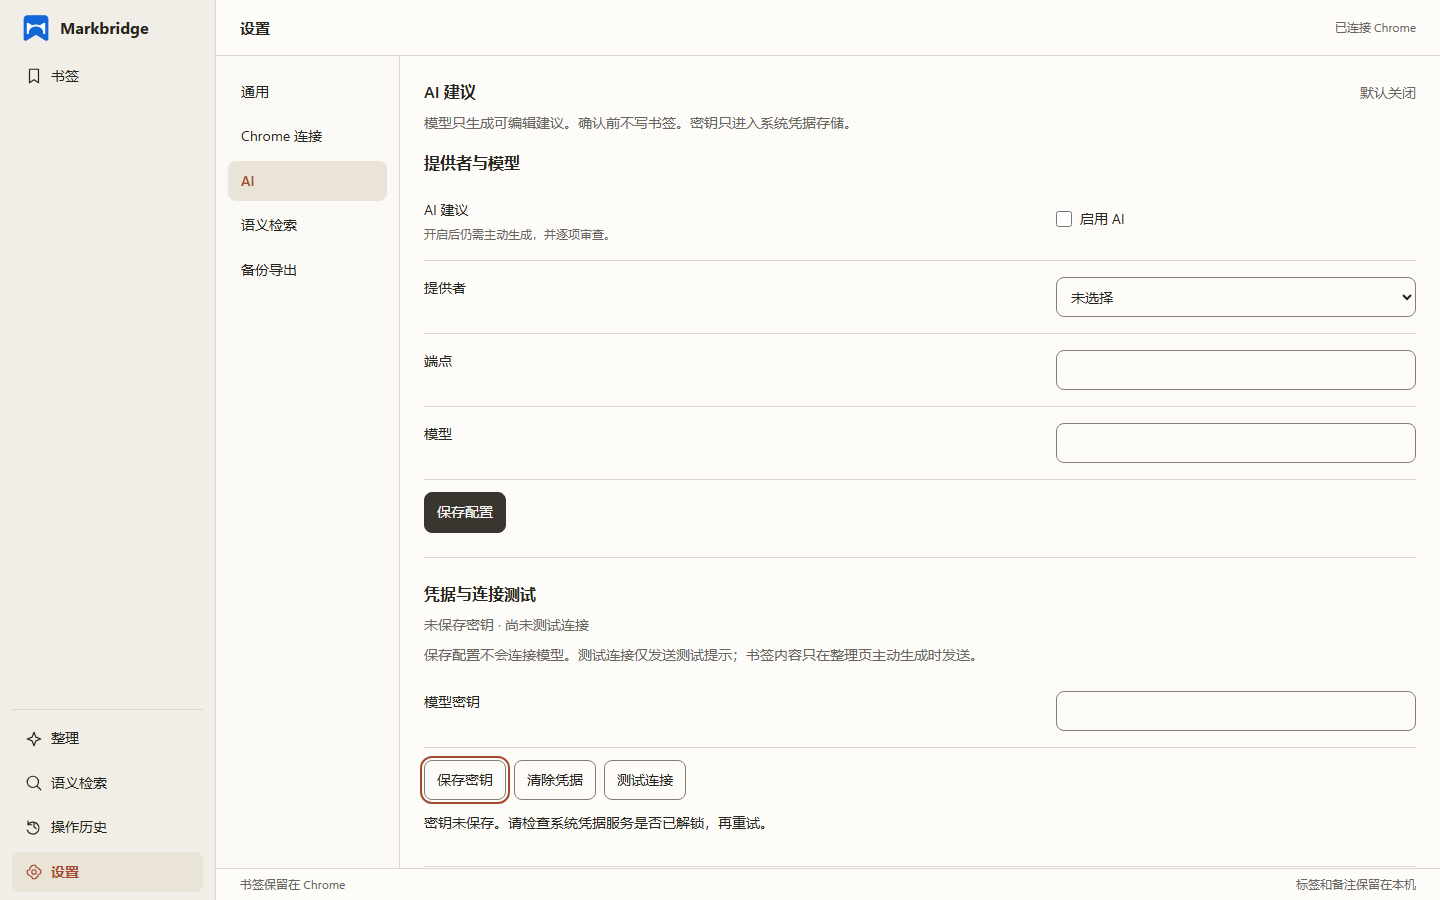 Markbridge
书签
整理
语义检索
操作历史
设置
设置
已连接 Chrome
通用
Chrome 连接
AI
语义检索
备份导出
AI 建议
默认关闭
模型只生成可编辑建议。确认前不写书签。密钥只进入系统凭据存储。
提供者与模型
AI 建议
开启后仍需主动生成，并逐项审查。
启用 AI
提供者
未选择
端点
模型
保存配置
凭据与连接测试
未保存密钥 · 尚未测试连接
保存配置不会连接模型。测试连接仅发送测试提示；书签内容只在整理页主动生成时发送。
模型密钥
保存密钥
清除凭据
测试连接
密钥未保存。请检查系统凭据服务是否已解锁，再重试。
书签保留在 Chrome
标签和备注保留在本机